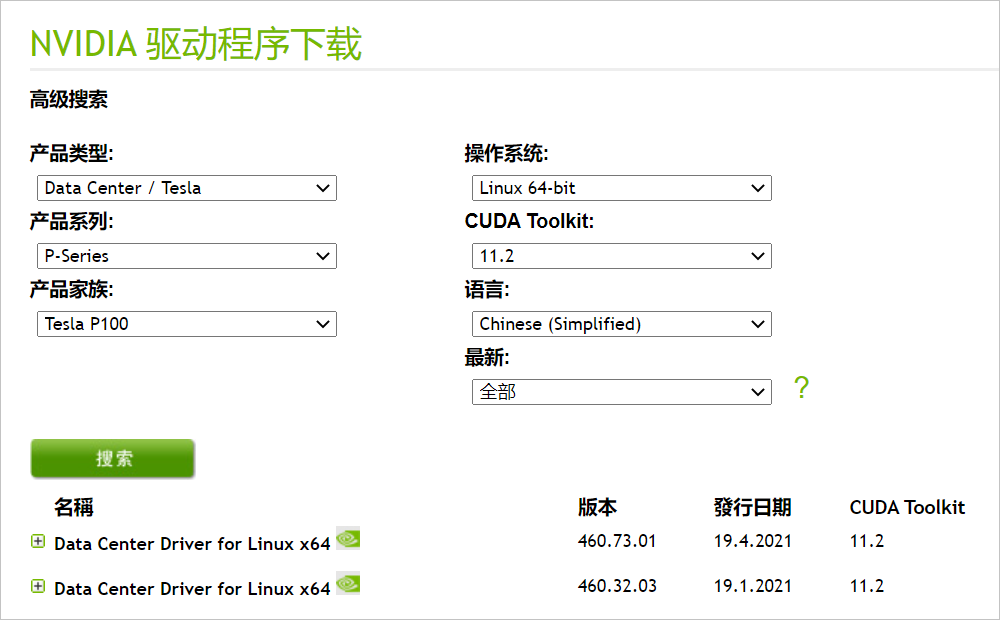 NVIDIA 驱动程序下载
高级搜索
产品类型:
Data Center / Tesla
产品系列:
P-Series
产品家族:
Tesla P100
操作系统:
Linux 64-bit
CUDA Toolkit:
11.2
语言:
Chinese (Simplified)
最新:
全部
?
搜索
名稱 版本 發行日期 CUDA Toolkit
Data Center Driver for Linux x64 460.73.01 19.4.2021 11.2
Data Center Driver for Linux x64 460.32.03 19.1.2021 11.2